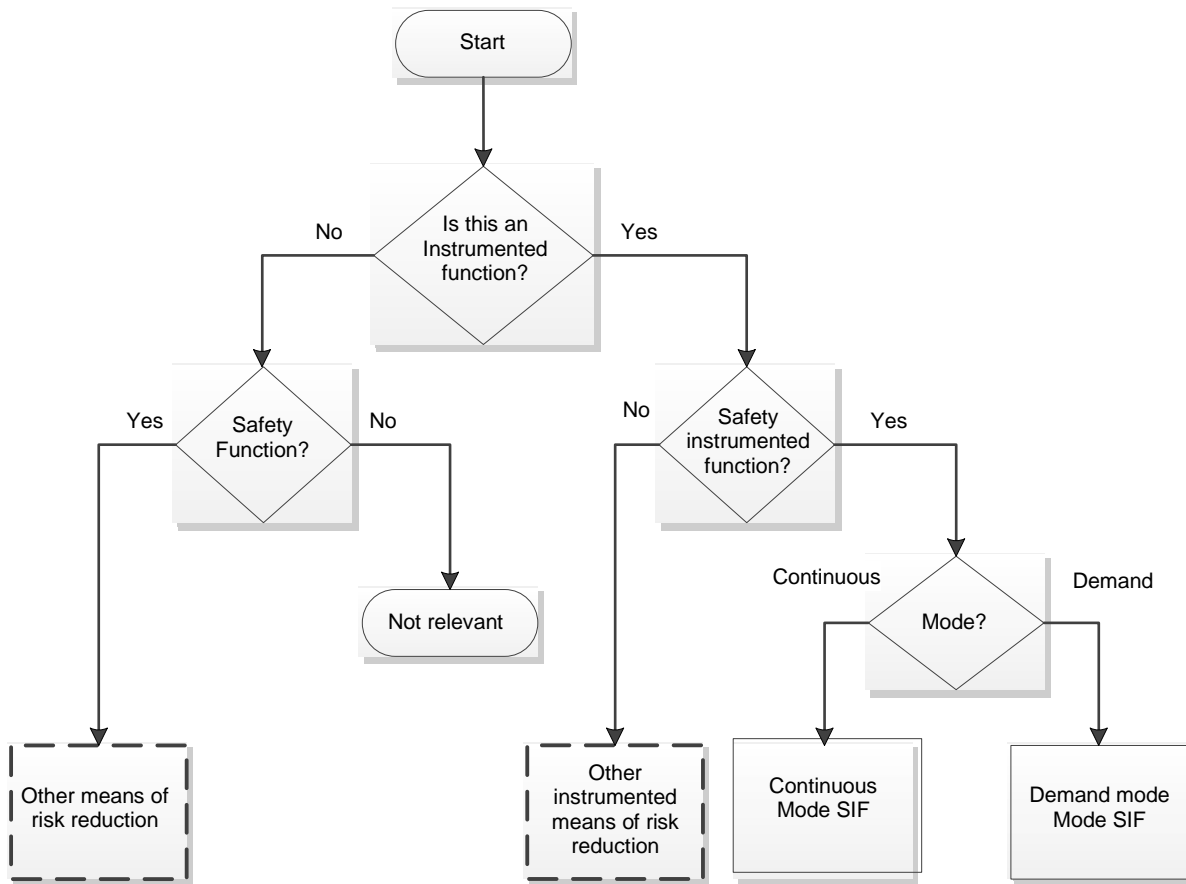 Start
Is this an
Instrumented
function?
No
Yes
Safety
Function?
Yes
No
Safety
instrumented
function?
No
Yes
Not relevant
Continuous
Demand
Mode?
Other means of
risk reduction
Other
instrumented
means of risk
reduction
Continuous
Mode SIF
Demand mode
Mode SIF